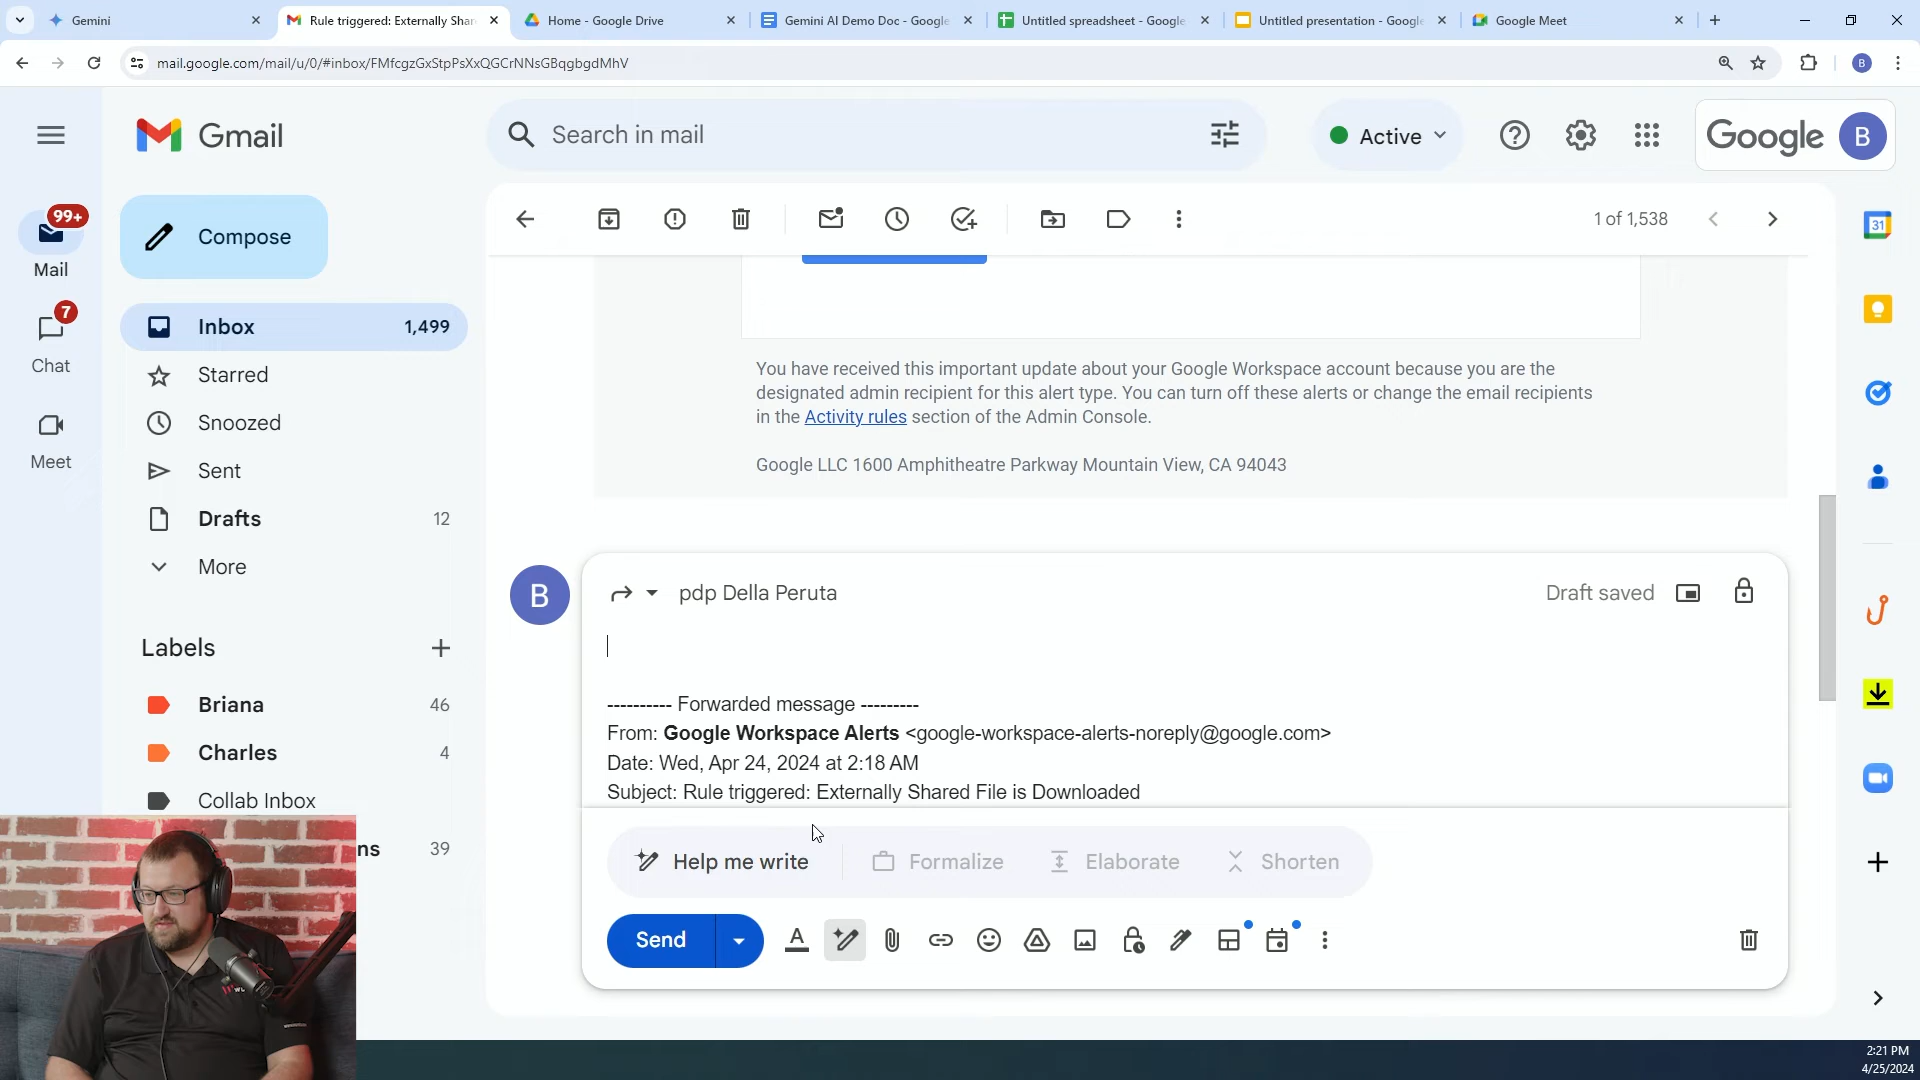 Gemini
Rule triggered: Externally Shar
Home - Google Drive
Gemini AI Demo Doc - Google
Untitled spreadsheet - Google
Untitled presentation - Google
Google Meet
mail.google.com/mail/u/0/#inbox/FMfcgzGxStpPsXxQGCrNNsGBqgbgdMhV
B
Gmail
Search in mail
Active
Google
B
99+
Mail
7
Chat
Meet
Compose
Inbox 1,499
Starred
Snoozed
Sent
Drafts 12
More
Labels
Briana 46
Charles 4
Collab Inbox
ns 39
1 of 1,538
31
You have received this important update about your Google Workspace account because you are the
designated admin recipient for this alert type. You can turn off these alerts or change the email recipients
in the Activity rules section of the Admin Console.
Google LLC 1600 Amphitheatre Parkway Mountain View, CA 94043
B
pdp Della Peruta
Draft saved
---------- Forwarded message ---------
From: Google Workspace Alerts <google-workspace-alerts-noreply@google.com>
Date: Wed, Apr 24, 2024 at 2:18 AM
Subject: Rule triggered: Externally Shared File is Downloaded
Help me write
Formalize
Elaborate
Shorten
Send
2:21 PM
4/25/2024